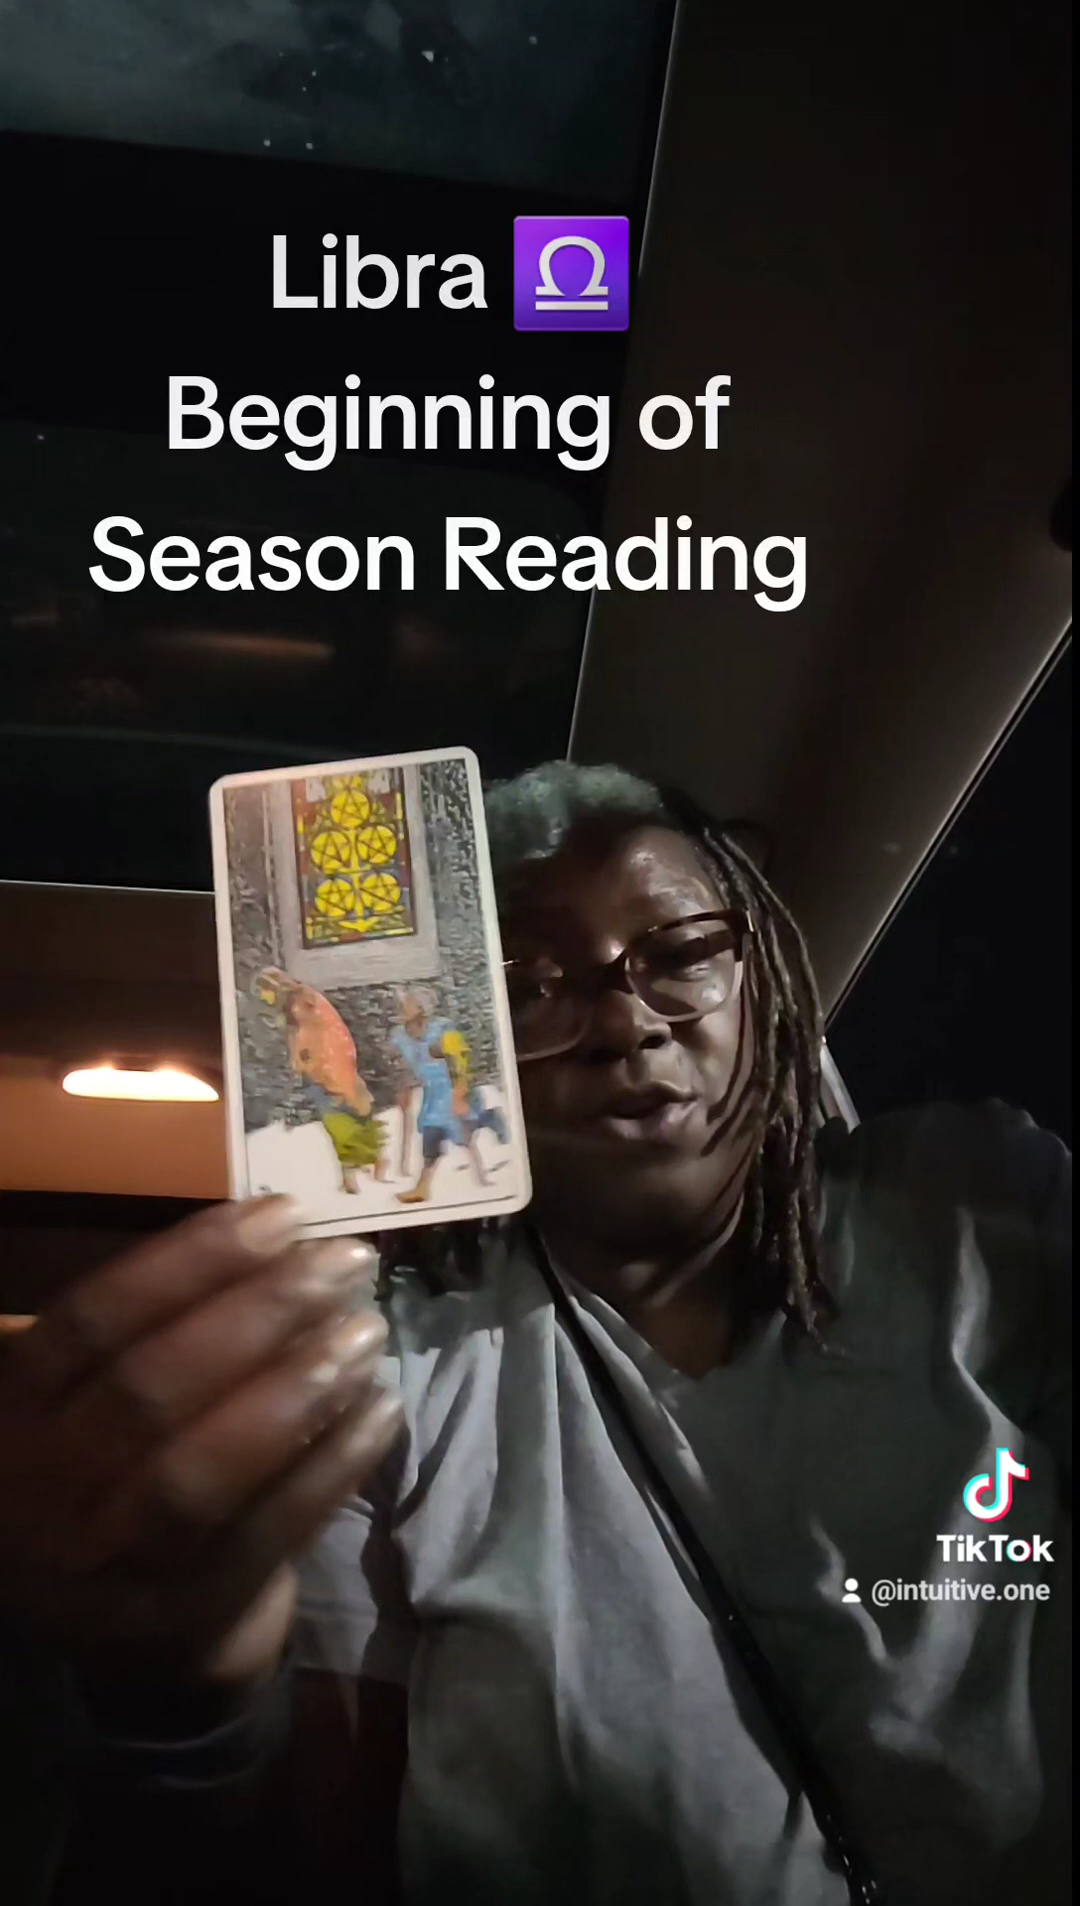 Libra ♎
Beginning of
Season Reading
TikTok
@intuitive.one